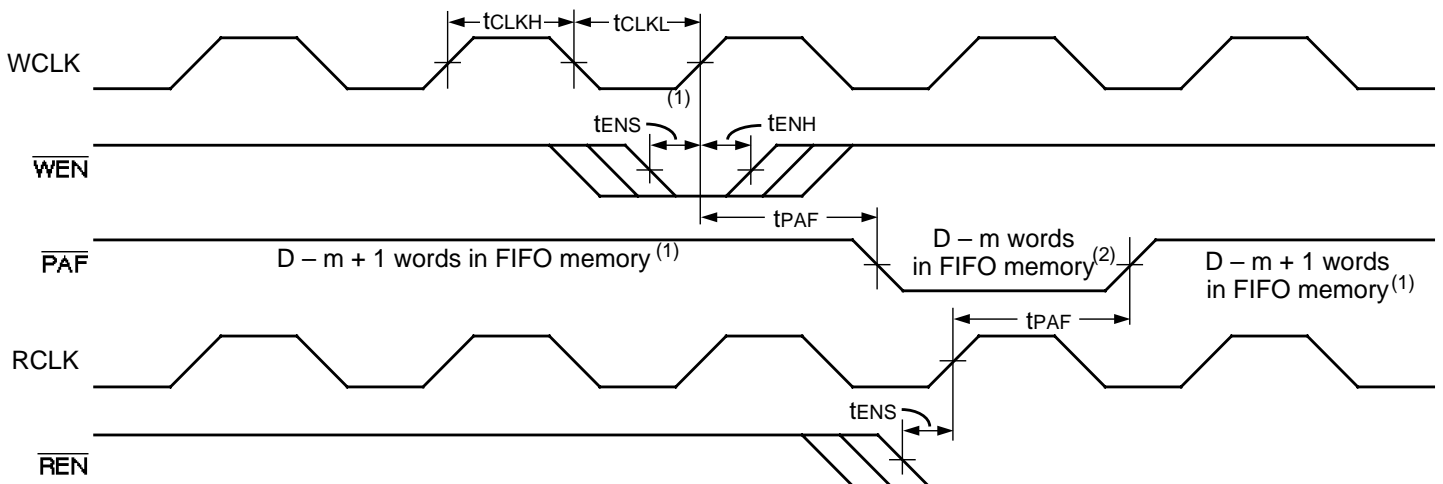 tCLKH
tCLKL
WCLK
(1)
tENS
tENH
WEN
tPAF
PAF
D – m + 1 words in FIFO memory (1)
D – m words
in FIFO memory(2)
D – m + 1 words
in FIFO memory(1)
tPAF
RCLK
tENS
REN